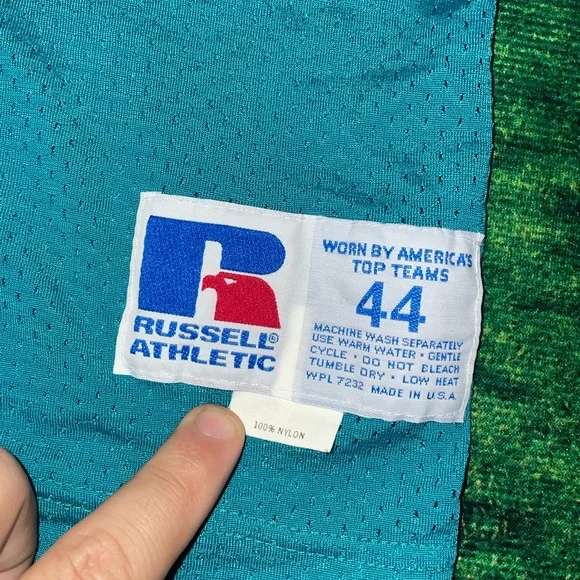 RUSSELL®
ATHLETIC
WORN BY AMERICA'S
TOP TEAMS
44
MACHINE WASH SEPARATELY
USE WARM WATER • GENTLE
CYCLE • DO NOT BLEACH
TUMBLE DRY • LOW HEAT
WPL 7232 MADE IN U.S.A.
100% NYLON